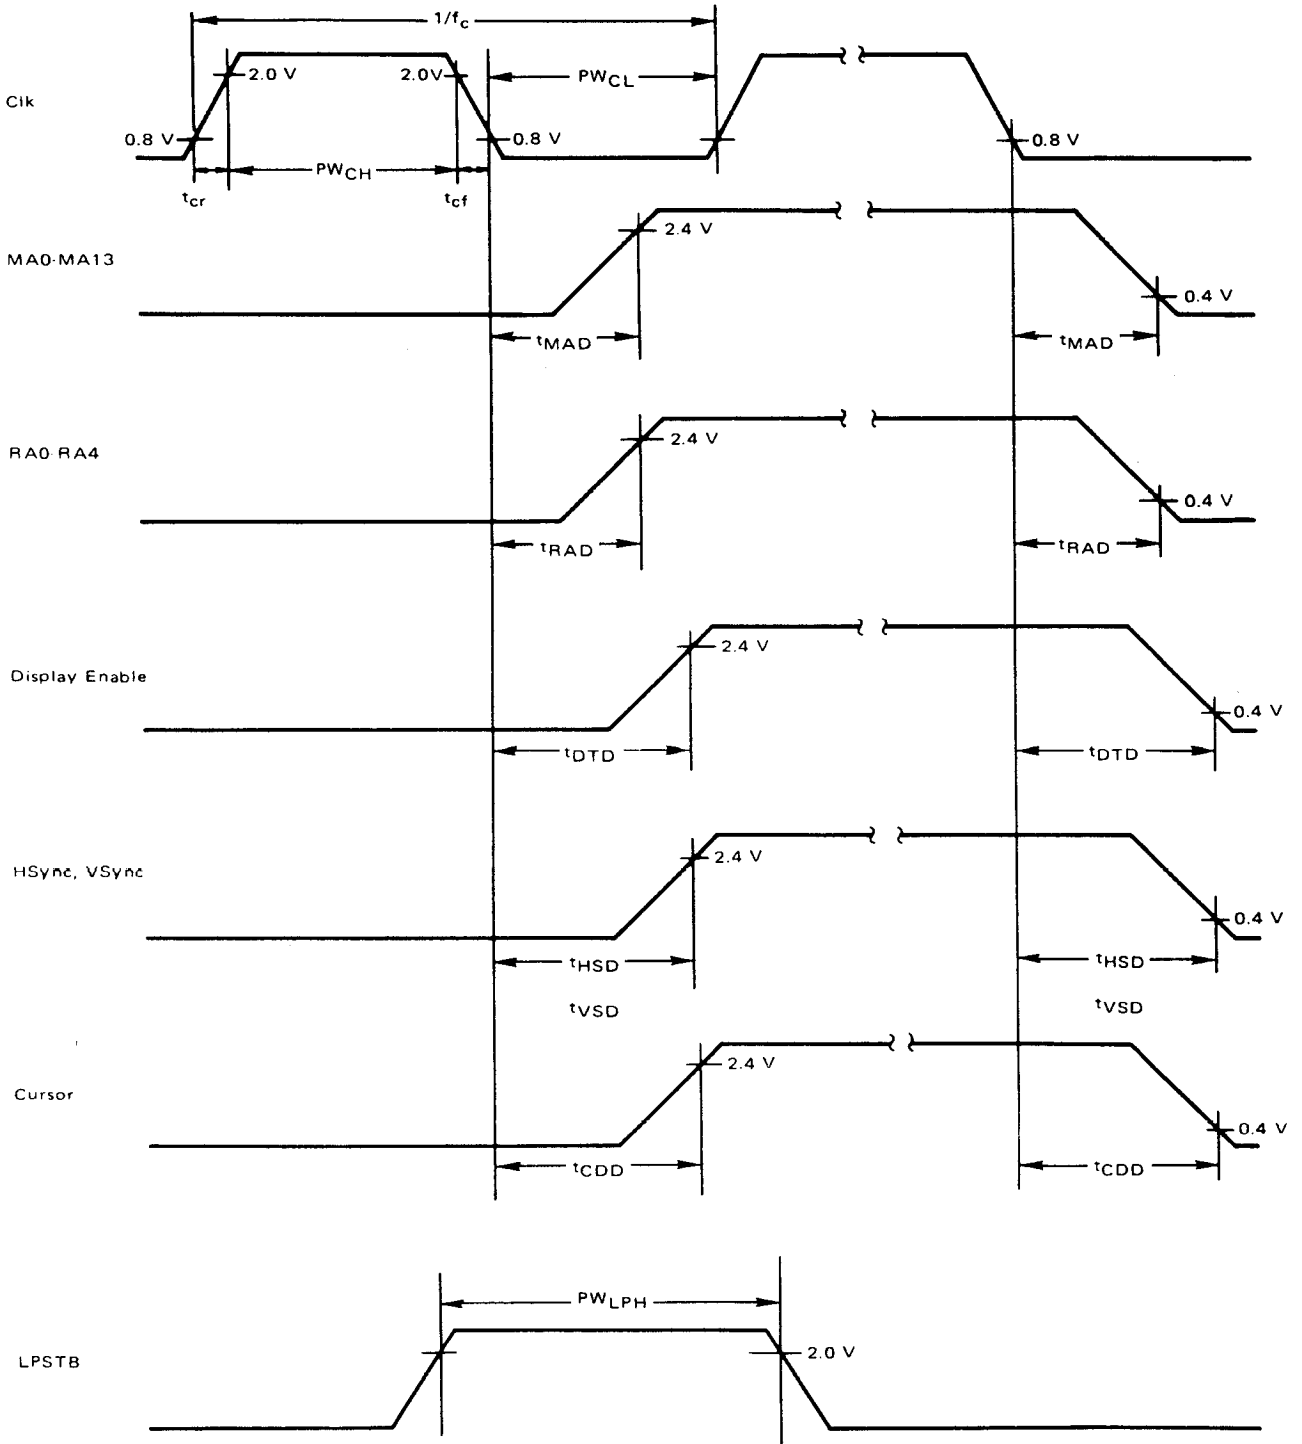 1/fc
2.0 V
2.0V
PWCL
Clk
0.8 V
0.8 V
0.8 V
PWCH
tcr
tcf
2.4 V
MA0-MA13
0.4 V
tMAD
tMAD
2.4 V
RA0-RA4
0.4 V
tRAD
tRAD
2.4 V
Display Enable
0.4 V
tDTD
tDTD
2.4 V
HSync, VSync
0.4 V
tHSD
tHSD
tVSD
tVSD
2.4 V
Cursor
0.4 V
tCDD
tCDD
PWLPH
LPSTB
2.0 V